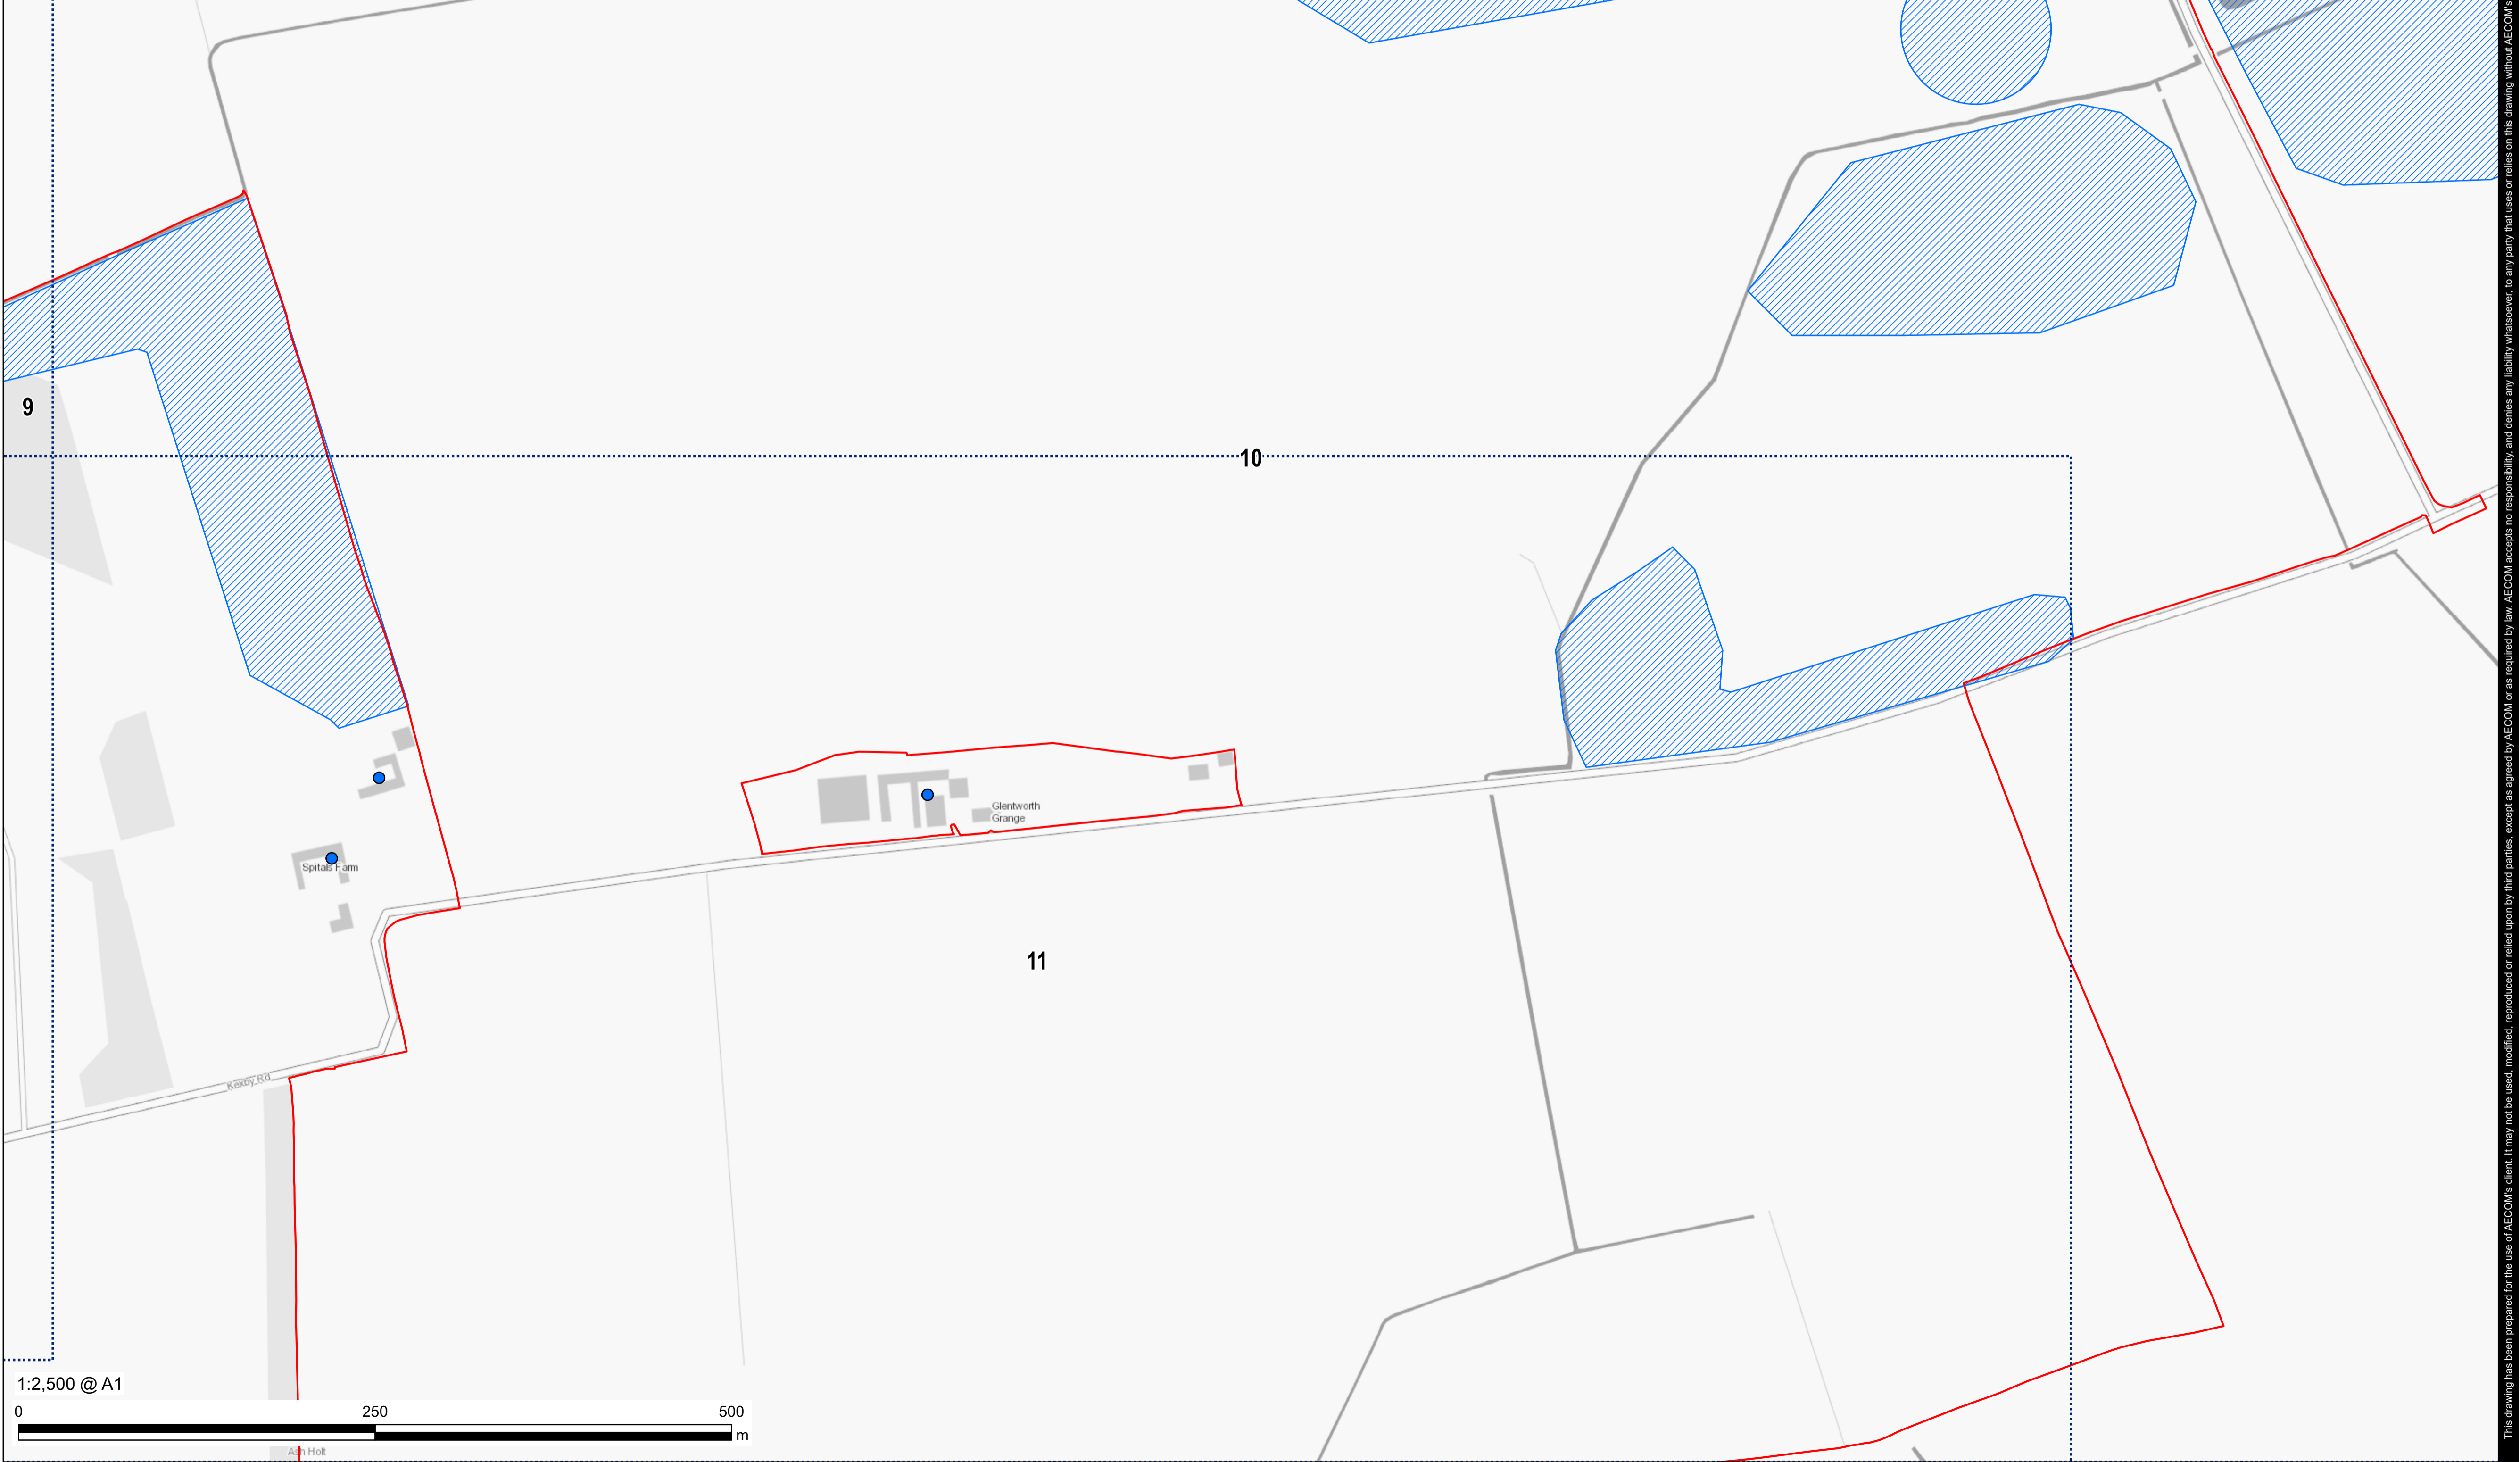 9
10
Glentworth
Grange
Spitals Farm
11
Kexby Rd
1:2,500 @ A1
0 250 500
m
Ash Holt
This drawing has been prepared for the use of AECOM's client. It may not be used, modified, reproduced or relied upon by third parties, except as agreed by AECOM or as required by law. AECOM accepts no responsibility, and denies any liability whatsoever, to any party that uses or relies on this drawing without AECOM's